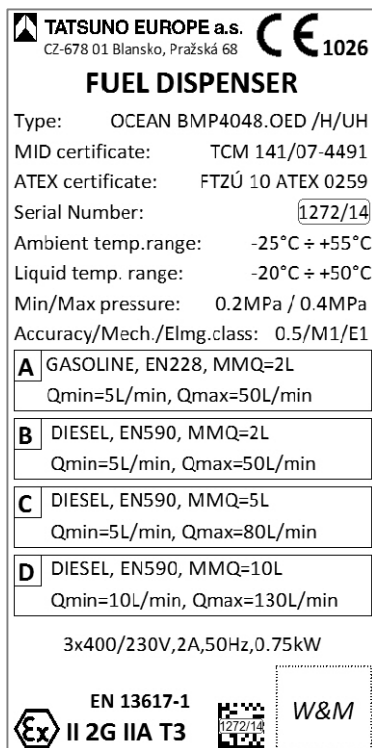 TATSUNO EUROPE a.s.
CZ-678 01 Blansko, Pražská 68
CE 1026
FUEL DISPENSER
Type: OCEAN BMP4048.OED /H/UH
MID certificate: TCM 141/07-4491
ATEX certificate: FTZÚ 10 ATEX 0259
Serial Number: 1272/14
Ambient temp.range: -25°C ÷ +55°C
Liquid temp. range: -20°C ÷ +50°C
Min/Max pressure: 0.2MPa / 0.4MPa
Accuracy/Mech./Elmg.class: 0.5/M1/E1
A GASOLINE, EN228, MMQ=2L
Qmin=5L/min, Qmax=50L/min
B DIESEL, EN590, MMQ=2L
Qmin=5L/min, Qmax=50L/min
C DIESEL, EN590, MMQ=5L
Qmin=5L/min, Qmax=80L/min
D DIESEL, EN590, MMQ=10L
Qmin=10L/min, Qmax=130L/min
3x400/230V,2A,50Hz,0.75kW
EN 13617-1
Ex II 2G IIA T3
1272/14
W&M